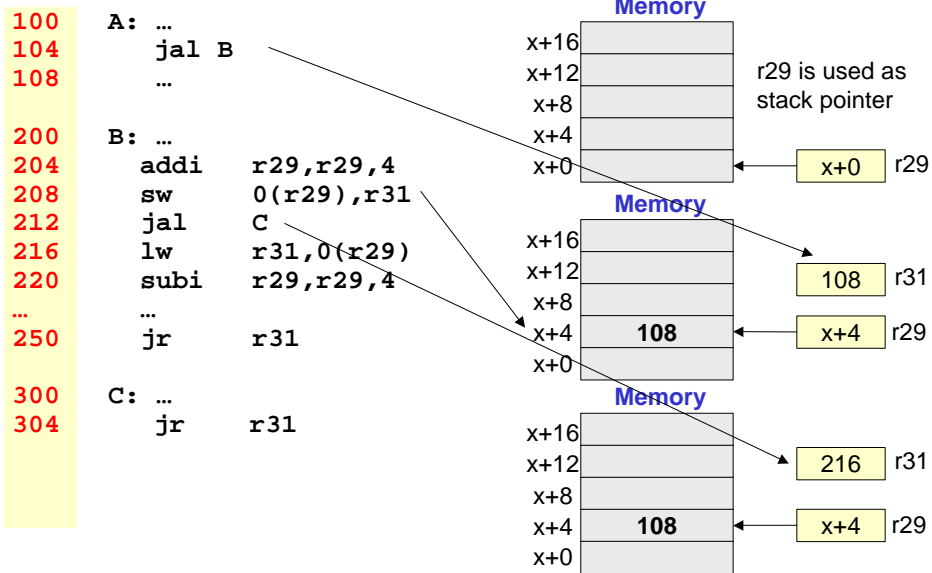 100 A: …
104 jal B
108 …
200 B: …
204 addi r29,r29,4
208 sw 0(r29),r31
212 jal C
216 lw r31,0(r29)
220 subi r29,r29,4
… …
250 jr r31
300 C: …
304 jr r31
Memory
x+16
x+12
x+8
x+4
x+0
r29 is used as
stack pointer
x+0 r29
Memory
x+16
x+12
x+8
x+4 108
x+0
108 r31
x+4 r29
Memory
x+16
x+12
x+8
x+4 108
x+0
216 r31
x+4 r29